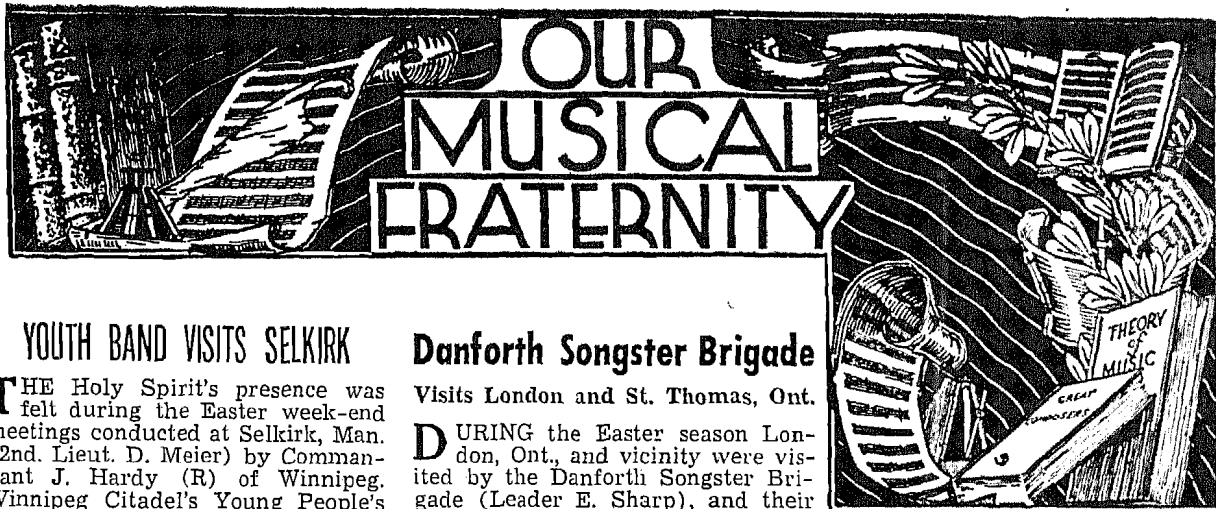 OUR
MUSICAL
FRATERNITY
THEORY
OF
MUSIC
GREAT
COMPOSERS
YOUTH BAND VISITS SELKIRK
THE Holy Spirit's presence was
felt during the Easter week-end
meetings conducted at Selkirk, Man.
2nd. Lieut. D. Meier) by Comman-
ant J. Hardy (R) of Winnipeg.
Winnipeg Citadel's Young People's
Danforth Songster Brigade
Visits London and St. Thomas, Ont.
DURING the Easter season Lon-
don, Ont., and vicinity were vis-
ited by the Danforth Songster Bri-
gade (Leader E. Sharp), and their